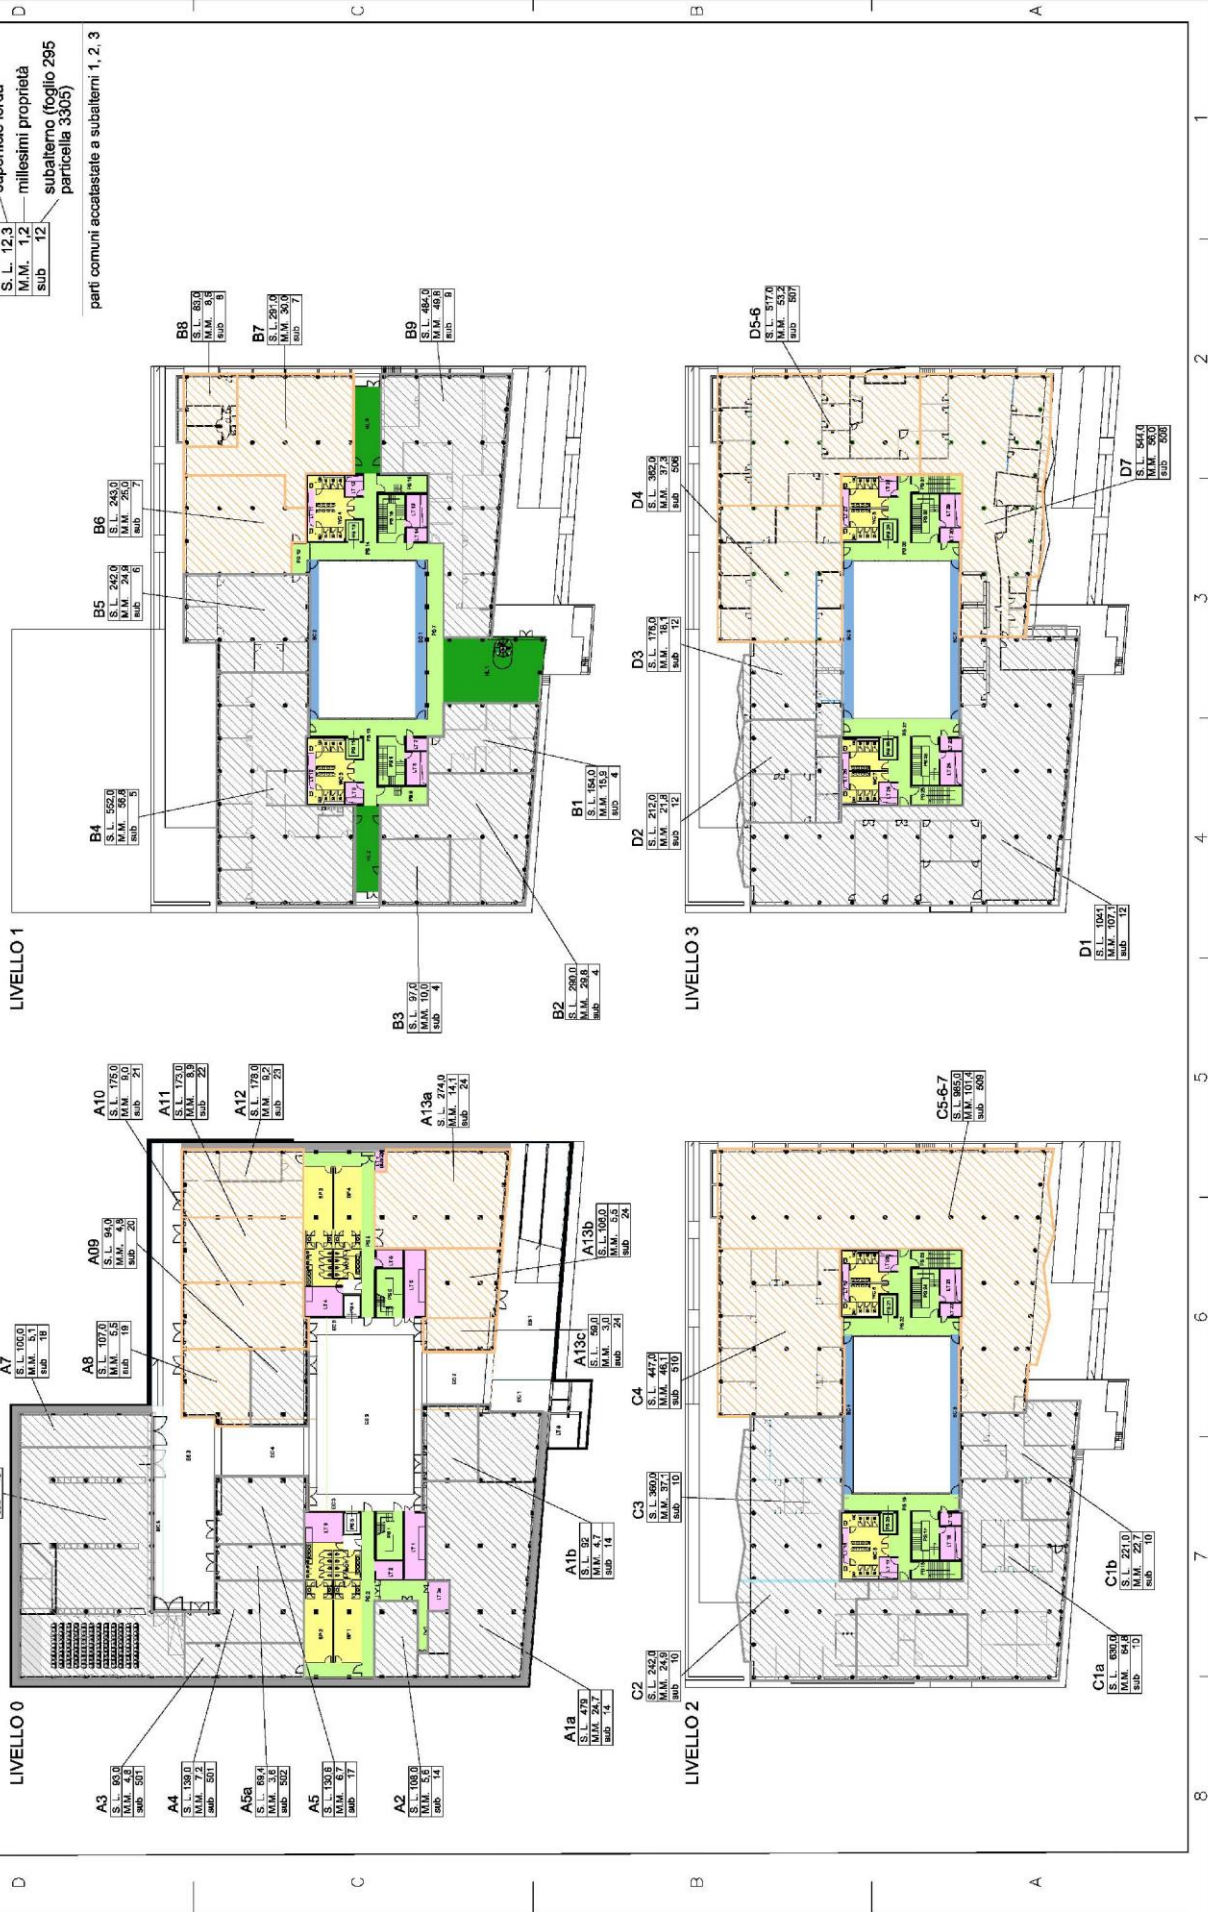 superficie lorda
S. L. 12,3
M.M. 1,2
millesimi proprietà
sub 12
subalterno (foglio 295
particella 3305)
parti comuni accatastate a subalterni 1, 2, 3
LIVELLO 0
A3
S. L. 93,0
M.M. 4,8
sub 501
A4
S. L. 139,0
M.M. 7,2
sub 501
A5a
S. L. 69,4
M.M. 3,6
sub 502
A5
S. L. 130,6
M.M. 6,7
sub 17
A2
S. L. 108,0
M.M. 5,6
sub 14
A1a
S. L. 479
M.M. 24,7
sub 14
A1b
S. L. 92
M.M. 4,7
sub 14
A7
S. L. 100,0
M.M. 5,1
sub 18
A8
S. L. 107,0
M.M. 5,5
sub 19
A09
S. L. 94,0
M.M. 4,8
sub 20
A10
S. L. 175,0
M.M. 9,0
sub 21
A11
S. L. 173,0
M.M. 8,9
sub 22
A12
S. L. 178,0
M.M. 9,2
sub 23
A13a
S. L. 274,0
M.M. 14,1
sub 24
A13b
S. L. 106,0
M.M. 5,5
sub 24
A13c
S. L. 59,0
M.M. 3,0
sub 24
LIVELLO 1
B3
S. L. 97,0
M.M. 10,0
sub 4
B2
S. L. 290,0
M.M. 29,8
sub 4
B1
S. L. 154,0
M.M. 15,9
sub 4
B4
S. L. 552,0
M.M. 56,8
sub 5
B5
S. L. 242,0
M.M. 24,9
sub 6
B6
S. L. 243,0
M.M. 25,0
sub 7
B8
S. L. 83,0
M.M. 8,5
sub 8
B7
S. L. 291,0
M.M. 30,0
sub 7
B9
S. L. 484,0
M.M. 49,8
sub 9
LIVELLO 2
C2
S. L. 242,0
M.M. 24,9
sub 10
C3
S. L. 360,0
M.M. 37,1
sub 10
C4
S. L. 447,0
M.M. 46,1
sub 510
C5-6-7
S. L. 985,0
M.M. 101,4
sub 509
C1a
S. L. 630,0
M.M. 64,8
sub 10
C1b
S. L. 221,0
M.M. 22,7
sub 10
LIVELLO 3
D1
S. L. 1041
M.M. 107,1
sub 12
D2
S. L. 212,0
M.M. 21,8
sub 12
D3
S. L. 176,0
M.M. 18,1
sub 12
D4
S. L. 362,0
M.M. 37,3
sub 506
D5-6
S. L. 517,0
M.M. 53,2
sub 507
D7
S. L. 544,0
M.M. 56,0
sub 508
D
C
B
A
D
C
B
A
8
7
6
5
4
3
2
1